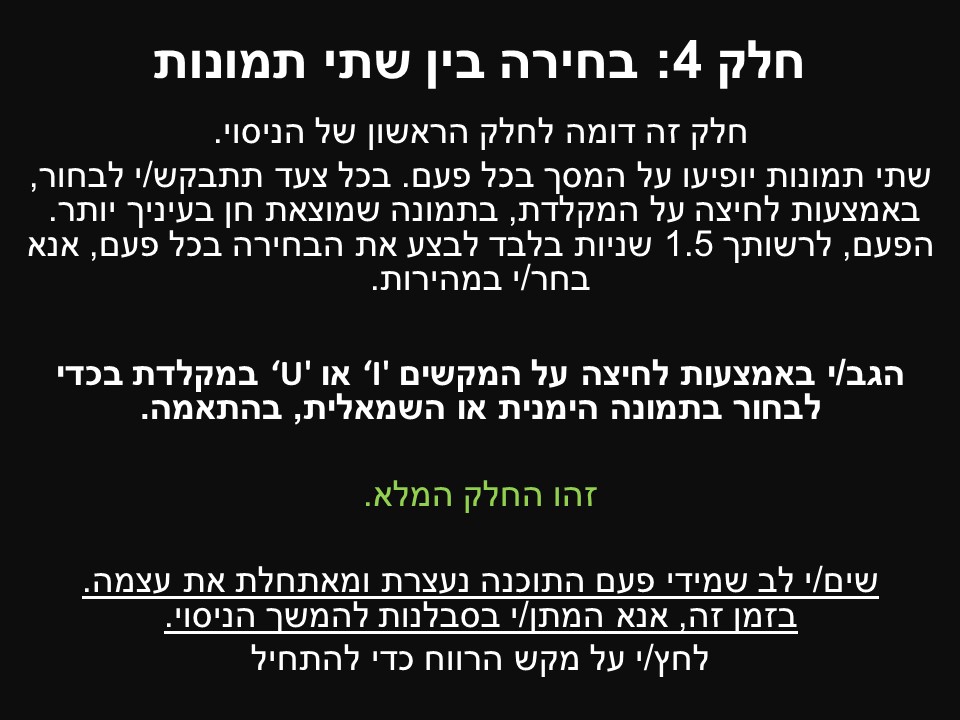 חלק 4: בחירה בין שתי תמונות
חלק זה דומה לחלק הראשון של הניסוי.
שתי תמונות יופיעו על המסך בכל פעם. בכל צעד תתבקש/י לבחור,
באמצעות לחיצה על המקלדת, בתמונה שמוצאת חן בעיניך יותר.
הפעם, לרשותך 1.5 שניות בלבד לבצע את הבחירה בכל פעם, אנא
בחר/י במהירות.
הגב/י באמצעות לחיצה על המקשים 'I‘ או 'U‘ במקלדת בכדי
לבחור בתמונה הימנית או השמאלית, בהתאמה.
זהו החלק המלא.
שים/י לב שמידי פעם התוכנה נעצרת ומאתחלת את עצמה.
בזמן זה, אנא המתן/י בסבלנות להמשך הניסוי.
לחץ/י על מקש הרווח כדי להתחיל